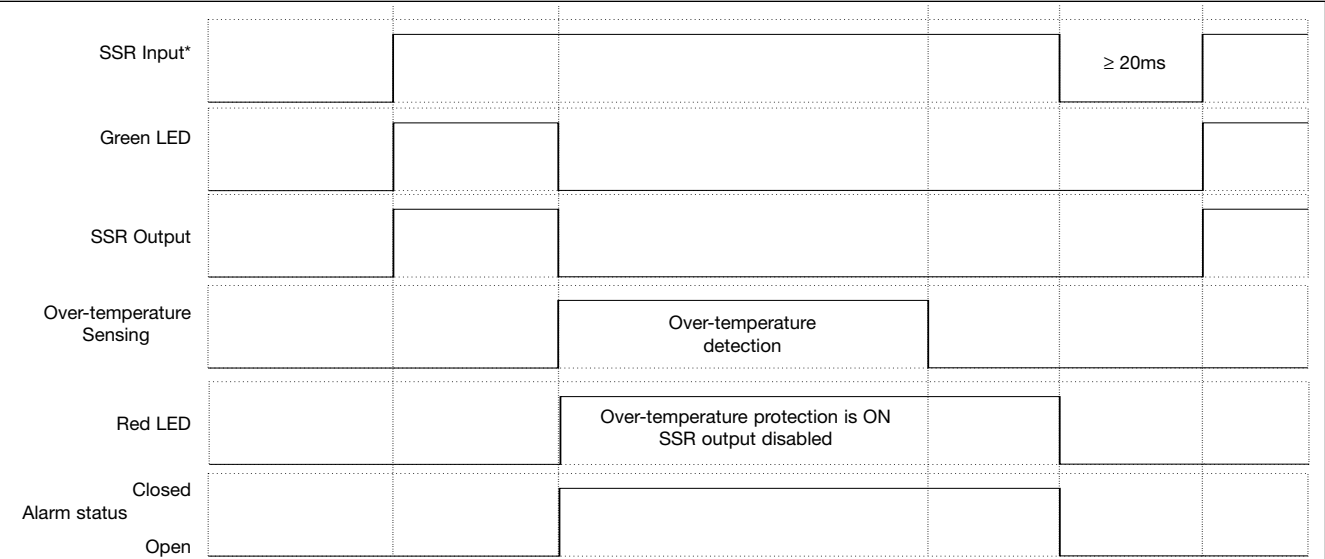 SSR Input*
≥ 20ms
Green LED
SSR Output
Over-temperature
Sensing
Over-temperature
detection
Red LED
Over-temperature protection is ON
SSR output disabled
Closed
Alarm status
Open